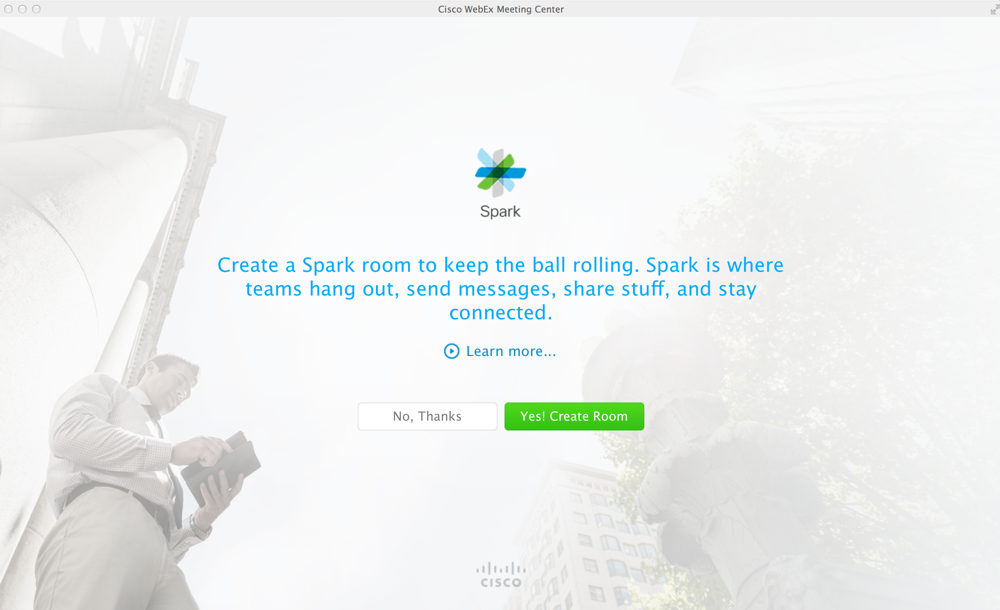 Cisco WebEx Meeting Center
Spark
Create a Spark room to keep the ball rolling. Spark is where
teams hang out, send messages, share stuff, and stay
connected.
Learn more...
No, Thanks
Yes! Create Room
CISCO